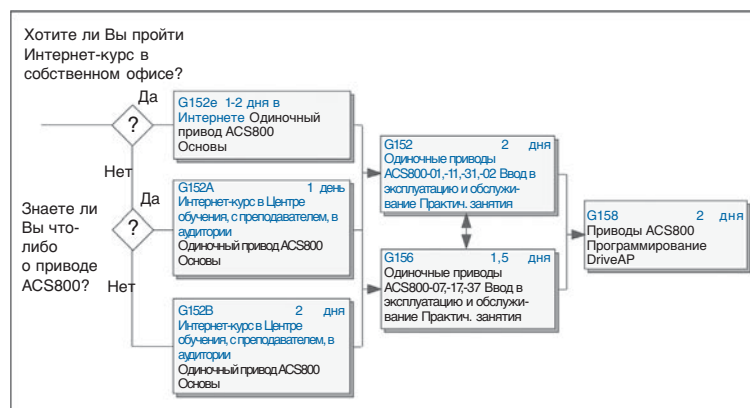 Хотите ли Вы пройти
Интернет-курс в
собственном офисе?
Да
?
Нет
G152e 1-2 дня в
Интернете Одиночный
привод ACS800
Основы
Знаете ли
Вы что-
либо
о приводе
ACS800?
Да
?
Нет
G152A 1 день
Интернет-курс в Центре
обучения, с преподавателем, в
аудитории
Одиночный привод ACS800
Основы
G152B 2 дня
Интернет-курс в Центре
обучения, с преподавателем, в
аудитории
Одиночный привод ACS800
Основы
G152 2 дня
Одиночные приводы
ACS800-01,-11,-31,-02 Ввод в
эксплуатацию и обслужи-
вание Практич. занятия
G156 1,5 дня
Одиночные приводы
ACS800-07,-17,-37 Ввод в
эксплуатацию и обслужи-
вание Практич. занятия
G158 2 дня
Приводы ACS800
Программирование
DriveAP